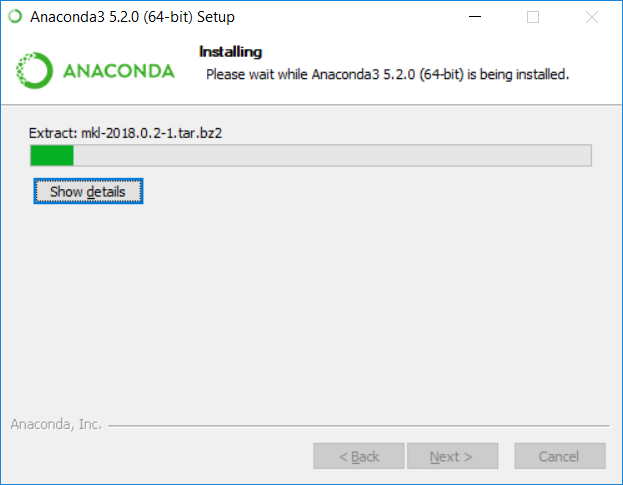 Anaconda3 5.2.0 (64-bit) Setup
ANACONDA
Installing
Please wait while Anaconda3 5.2.0 (64-bit) is being installed.
Extract: mkl-2018.0.2-1.tar.bz2
Show details
Anaconda, Inc.
< Back Next > Cancel